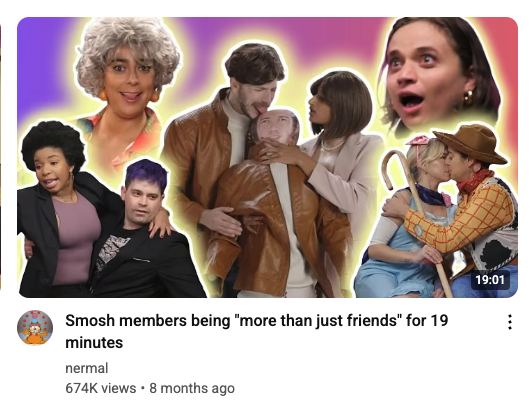 19:01
Smosh members being "more than just friends" for 19
minutes
nermal
674K views • 8 months ago